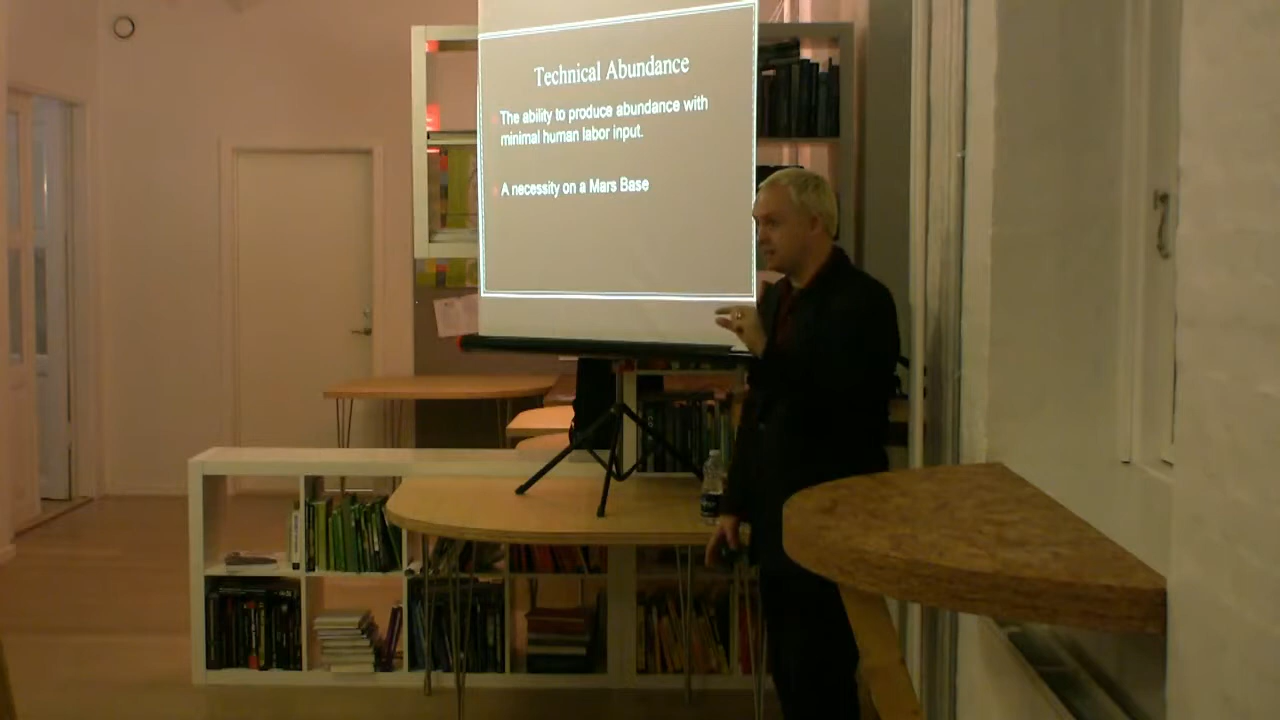 Technical Abundance
The ability to produce abundance with
minimal human labor input.
A necessity on a Mars Base